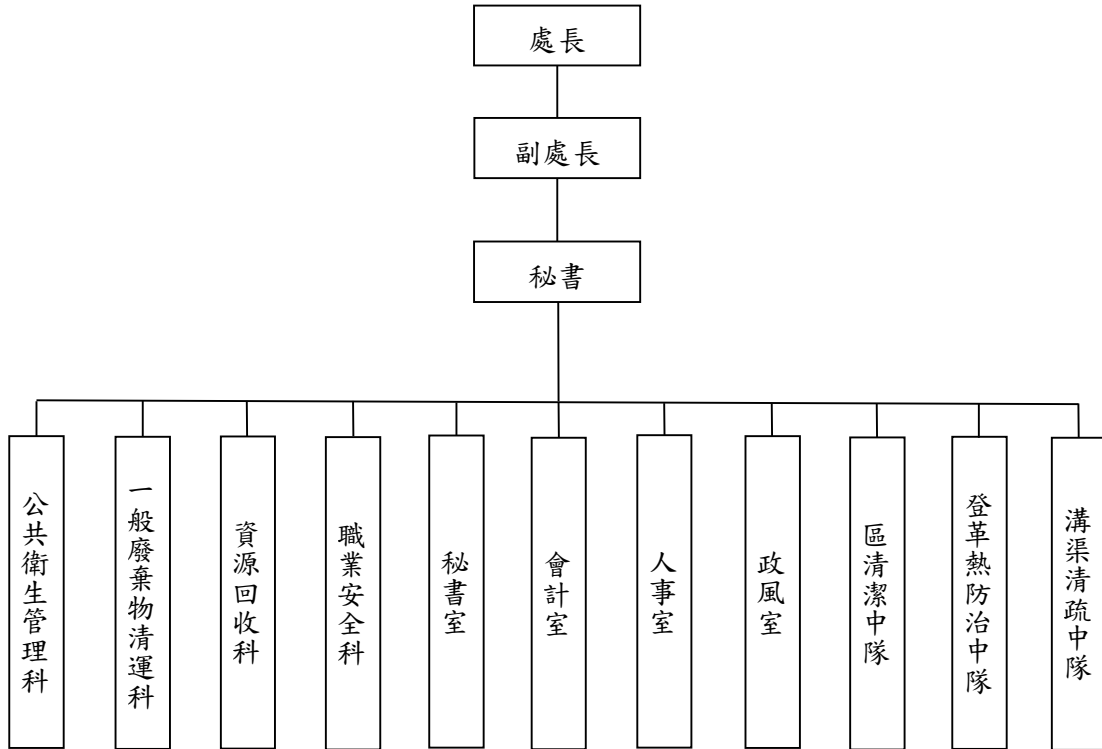 處長
副處長
秘書
公共衛生管理科
一般廢棄物清運科
資源回收科
職業安全科
秘書室
會計室
人事室
政風室
區清潔中隊
登革熱防治中隊
溝渠清疏中隊